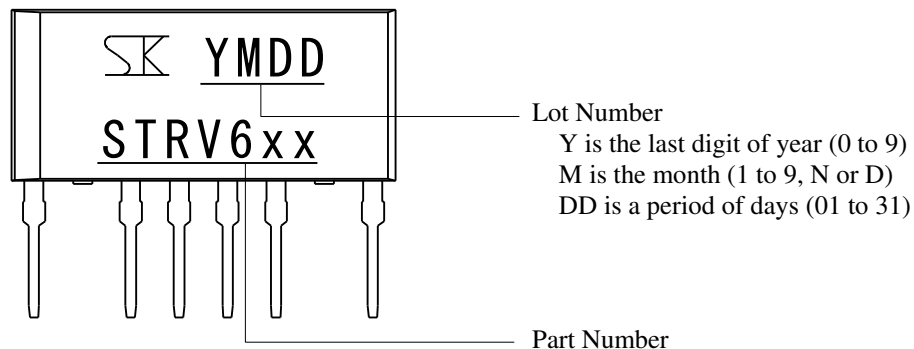 SK YMDD
STRV6xx
Lot Number
Y is the last digit of year (0 to 9)
M is the month (1 to 9, N or D)
DD is a period of days (01 to 31)
Part Number